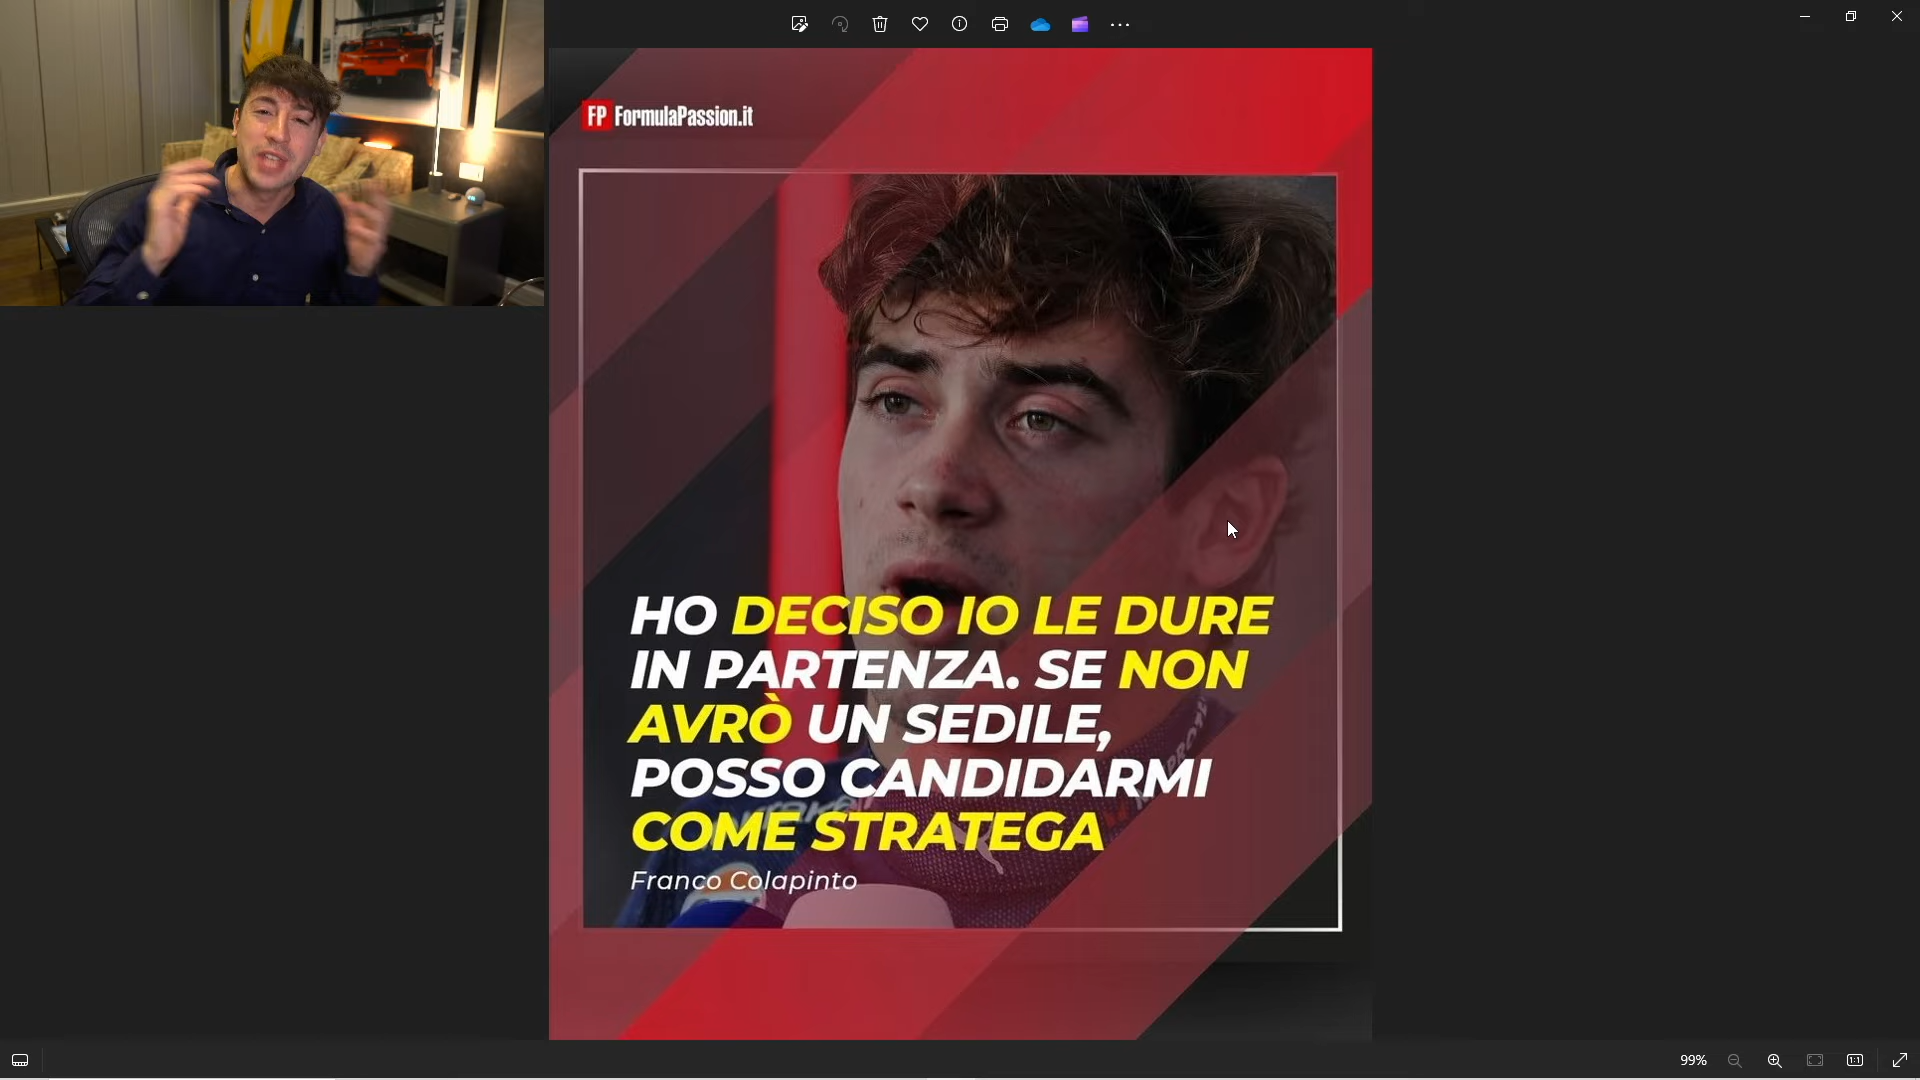 FP FormulaPassion.it
HO DECISO IO LE DURE
IN PARTENZA. SE NON
AVRÒ UN SEDILE,
POSSO CANDIDARMI
COME STRATEGA
Franco Colapinto
99%